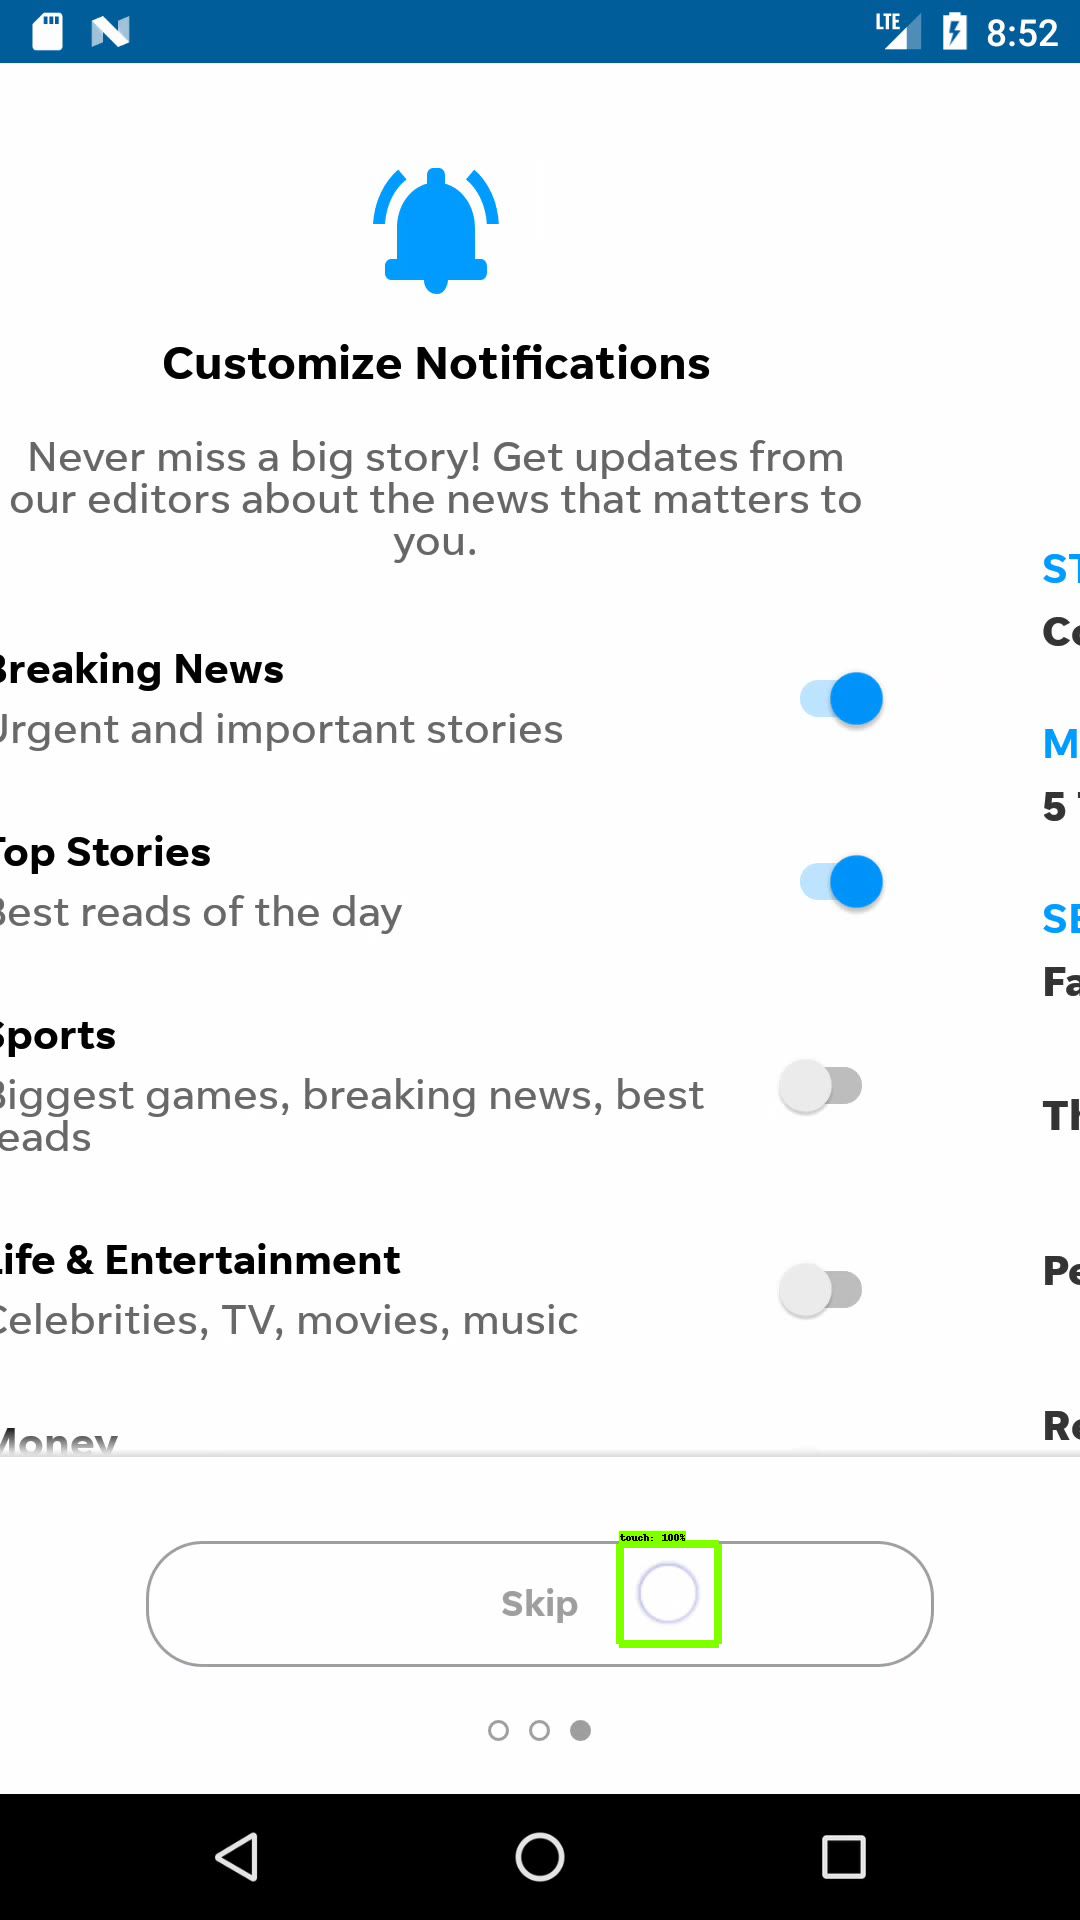 LTE 8:52
Customize Notifications
Never miss a big story! Get updates from
our editors about the news that matters to
you.
ST
Co
Breaking News
Urgent and important stories
M
5
Top Stories
Best reads of the day
SE
Fa
Sports
Biggest games, breaking news, best
reads
Th
Life & Entertainment
Celebrities, TV, movies, music
Pe
Money
Re
touch: 100%
Skip